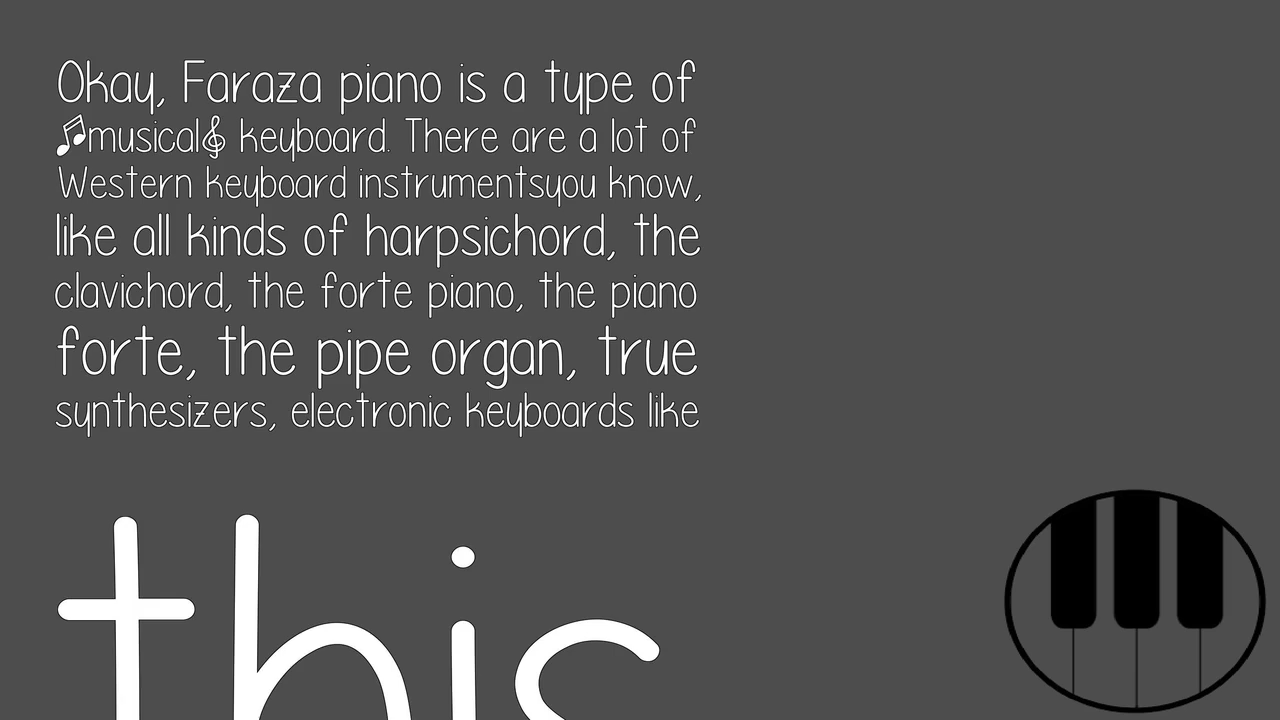 Okay, Faraza piano is a type of
🎵musical𝄞 keyboard. There are a lot of
Western keyboard instrumentsyou know,
like all kinds of harpsichord, the
clavichord, the forte piano, the piano
forte, the pipe organ, true
synthesizers, electronic keyboards like
this